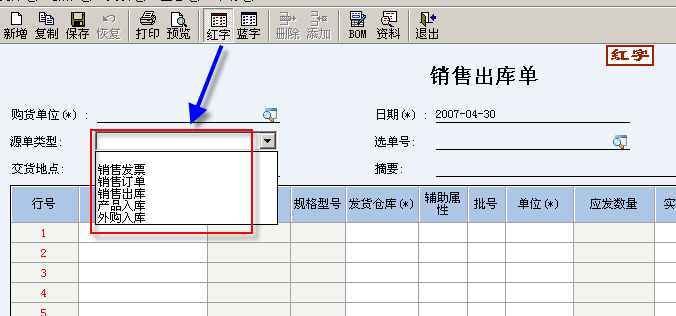 新增 复制 保存 恢复 打印 预览 红字 蓝字 删除 添加 BOM 资料 退出
红字
销售出库单
购货单位(*) : 日期(*) : 2007-04-30
源单类型: 选单号:
交货地点: 摘要:
销售发票
销售订单
销售出库
产品入库
外购入库
行号 规格型号 发货仓库(*) 辅助属性 批号 单位(*) 应发数量 实
1
2
3
4
5